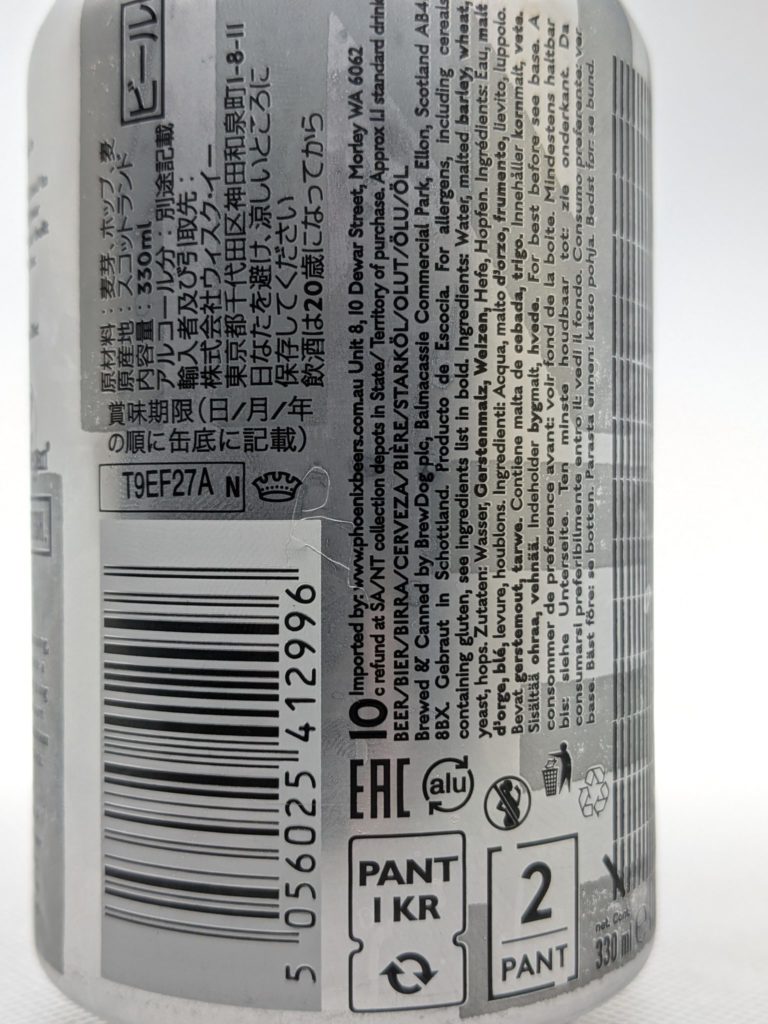 ビール
原材料：麦芽、ホップ、麦
原産地：スコットランド
内容量：330ml
アルコール分：別途記載
輸入者及び引取先：
株式会社ウィスク・イー
東京都千代田区神田和泉町1-8-11
日なたを避け、涼しいところに
保存してください
飲酒は20歳になってから
賞味期限(日/月/年
の順に缶底に記載)
T9EF27A N
5 056025 412996
10 Imported by: www.phoenixbeers.com.au Unit 8, 10 Dewar Street, Morley WA 6062
c refund at SA/NT collection depots in State/Territory of purchase. Approx 1.1 standard drink
BEER/BIER/BIRRA/CERVEZA/BIÈRE/STARKÖL/OLUT/ÖLU/ÖL
Brewed & Canned by BrewDog plc, Balmacassie Commercial Park, Ellon, Scotland AB4
8BX. Gebraut in Schottland. Producto de Escocia. For allergens, including cereals
containing gluten, see ingredients list in bold. Ingredients: Water, malted barley, wheat,
yeast, hops. Zutaten: Wasser, Gerstenmalz, Weizen, Hefe, Hopfen. Ingrédients: Eau, malt
d'orge, blé, levure, houblons. Ingredienti: Acqua, malto d'orzo, frumento, lievito, luppolo.
Bevat gerstemout, tarwe. Contiene malta de cebada, trigo. Innehåller kornmalt, vete.
Sisältää ohraa, vehnää. Indeholder bygmalt, hvede. For best before see base. A
consommer de preference avant: voir fond de la boîte. Mindestens haltbar
bis: siehe Unterseite. Ten minste houdbaar tot: zie onderkant. Da
consumarsi preferibilmente entro il: vedi il fondo. Consumo preferente: ver
base. Bäst före: se botten. Parasta ennen: katso pohja. Bedst før: se bund.
EAC
alu
PANT
1 KR
2
PANT
net. Cont.
330 ml